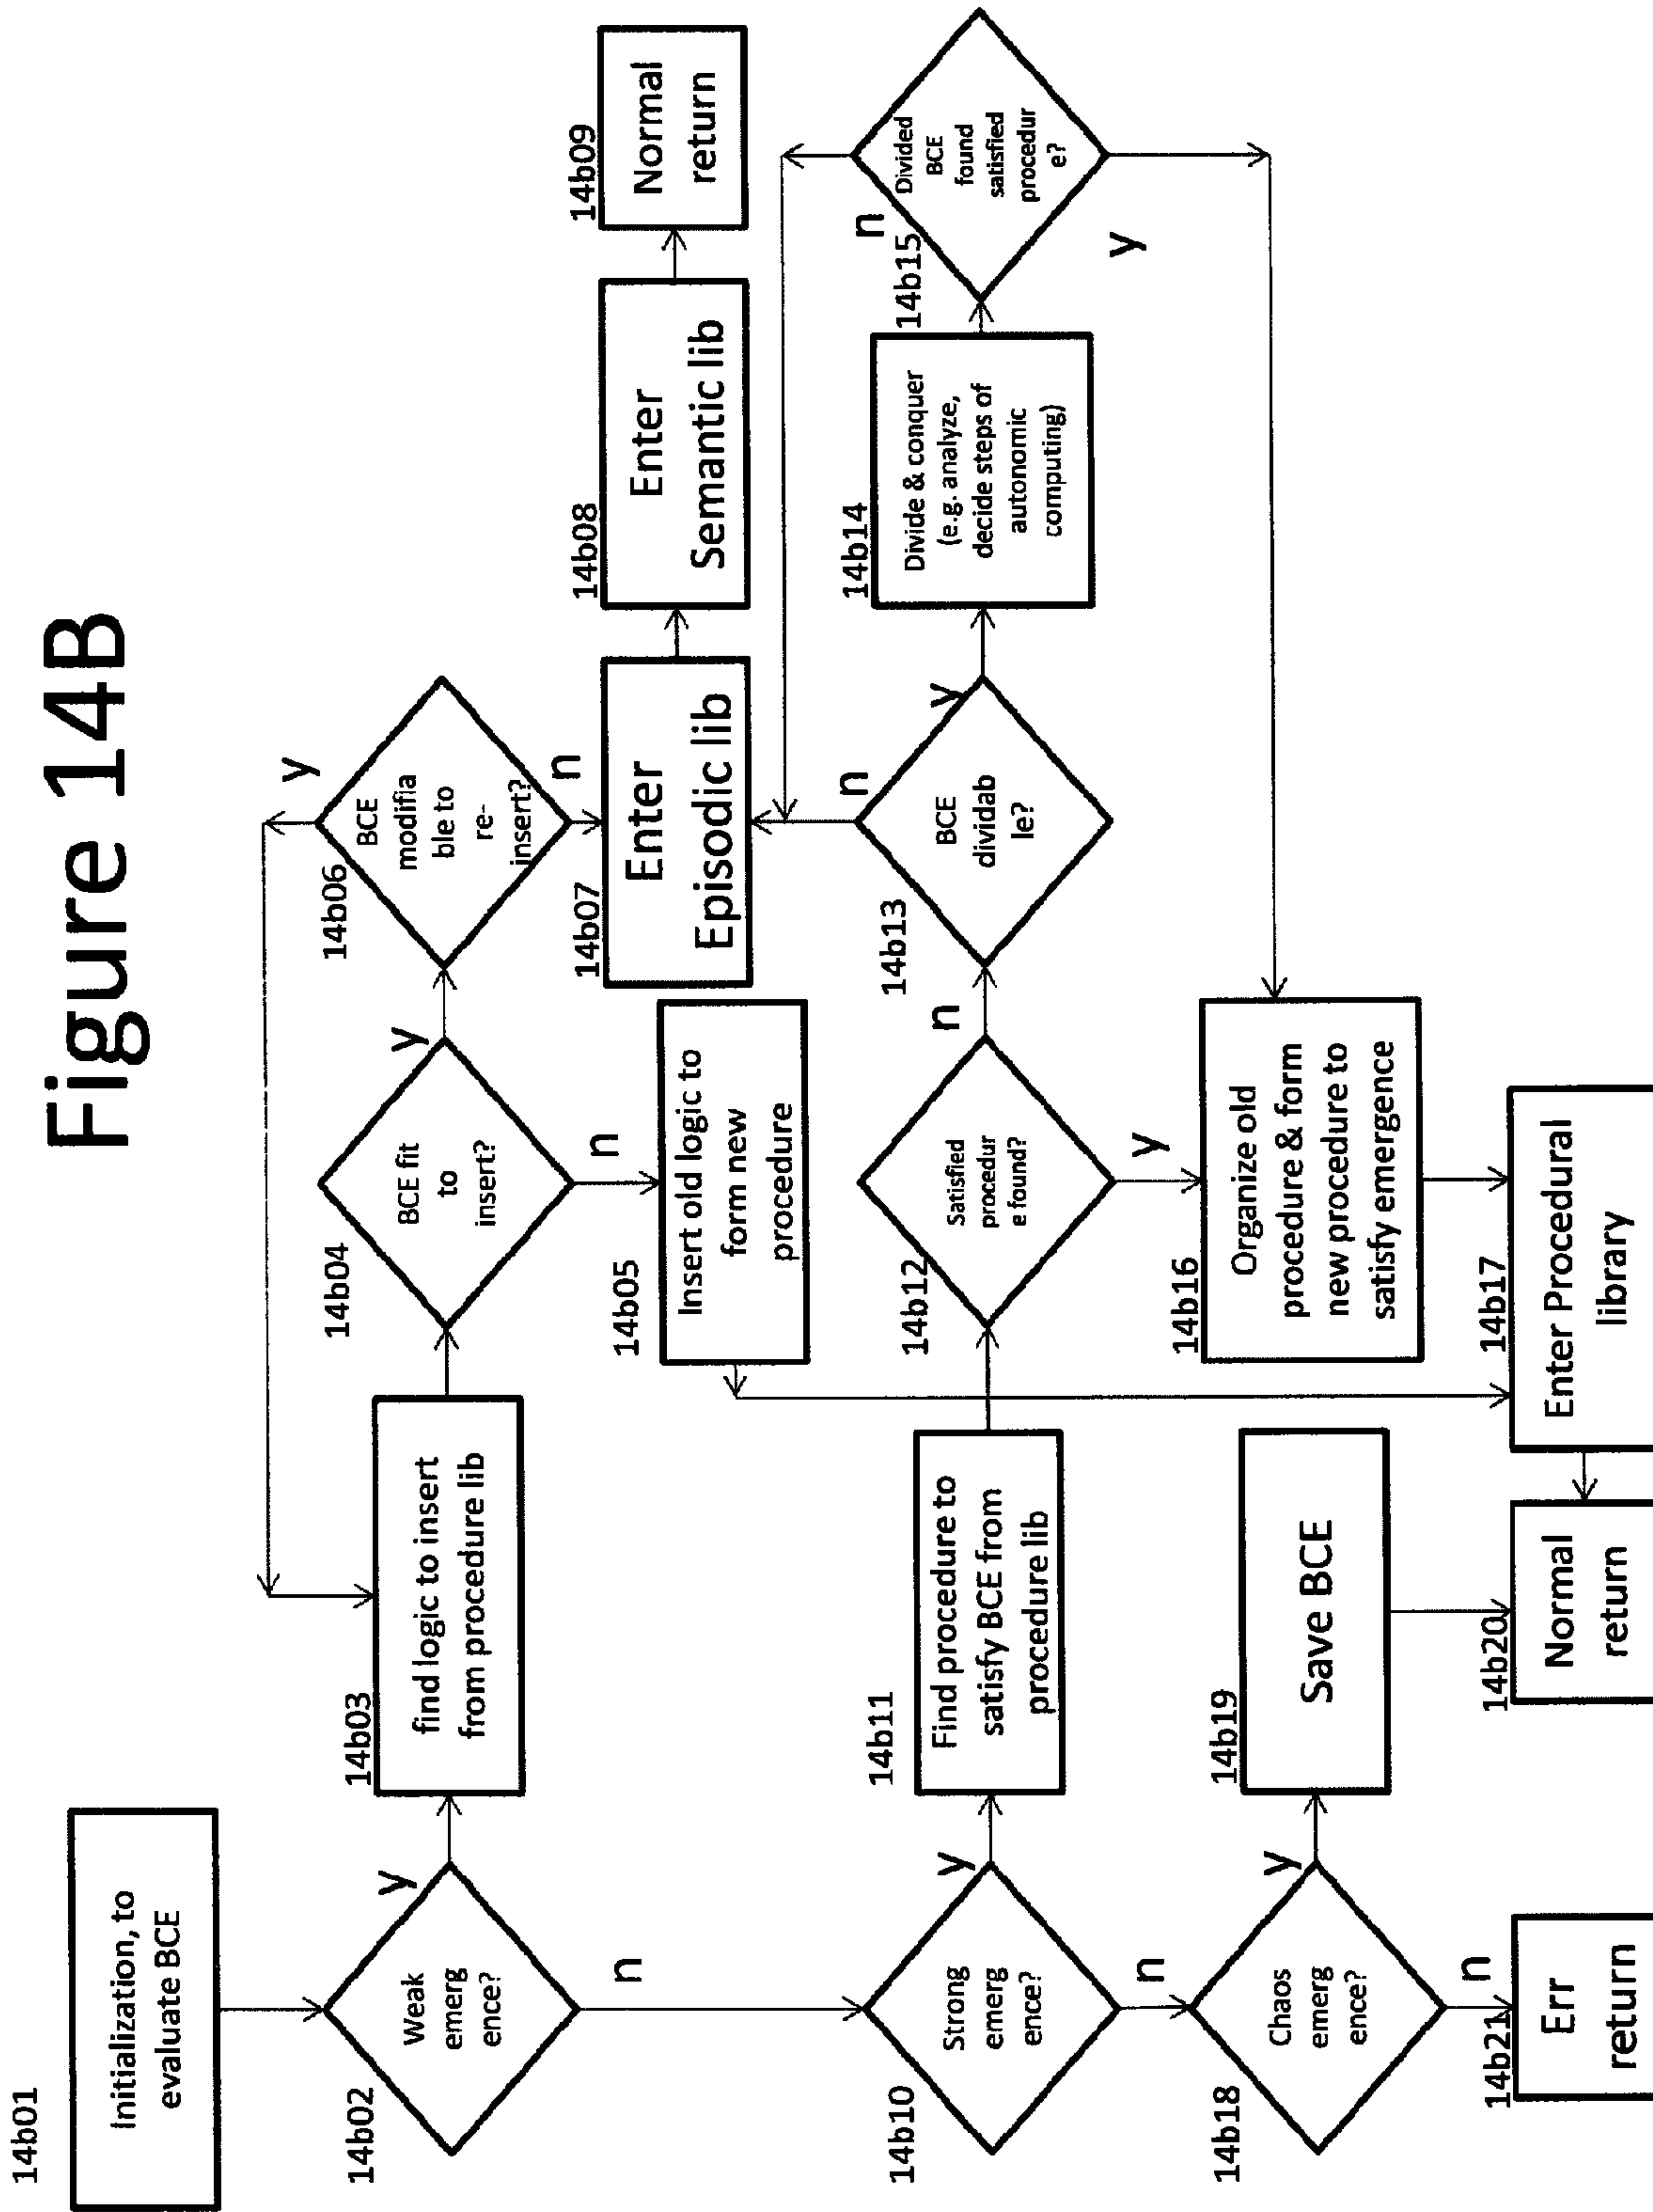 Figure 14B
14b01
Initialization, to
evaluate BCE
14b02
Weak
emerg
ence?
y
n
14b03
find logic to insert
from procedure lib
14b04
BCE fit
to
insert?
y
n
14b05
Insert old logic to
form new
procedure
14b06
BCE
modifia
ble to
re-
insert?
y
n
14b07
Enter
Episodic lib
14b08
Enter
Semantic lib
14b09
Normal
return
14b10
Strong
emerg
ence?
y
n
14b11
Find procedure to
satisfy BCE from
procedure lib
14b12
Satisfied
procedur
e found?
n
y
14b13
BCE
dividab
le?
n
y
14b14
Divide & conquer
(e.g. analyze,
decide steps of
autonomic
computing)
14b15
Divided
BCE
found
satisfied
procedur
e?
n
y
14b16
Organize old
procedure & form
new procedure to
satisfy emergence
14b17
Enter Procedural
library
14b18
Chaos
emerg
ence?
y
n
14b19
Save BCE
14b20
Normal
return
14b21
Err
return